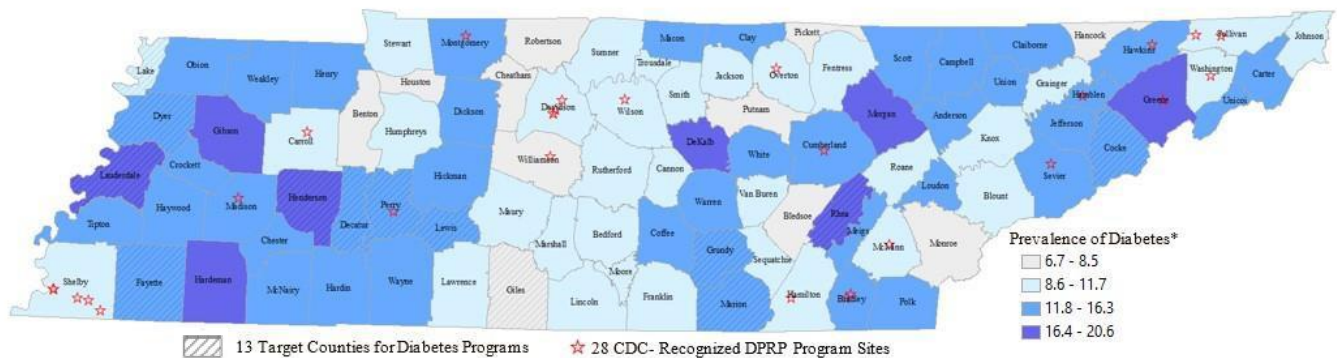 Pickett
Hancock
Stewart
Montgomery
Robertson
Sumner
Macon
Clay
Claiborne
Hawkins
Sullivan
Johnson
Lake
Obion
Weakley
Henry
Houston
Cheatham
Trousdale
Jackson
Overton
Fentress
Scott
Campbell
Union
Grainger
Hamblen
Washington
Carter
Greene
Unicoi
Dyer
Gibson
Carroll
Benton
Humphreys
Dickson
Davidson
Wilson
Smith
Putnam
Morgan
Anderson
Knox
Jefferson
Cocke
Lauderdale
Crockett
Williamson
Rutherford
Cannon
DeKalb
White
Cumberland
Roane
Loudon
Blount
Sevier
Tipton
Haywood
Madison
Henderson
Decatur
Perry
Hickman
Lewis
Maury
Van Buren
Warren
Bledsoe
Rhea
Meigs
McMinn
Monroe
Chester
Marshall
Bedford
Coffee
Grundy
Sequatchie
Shelby
Fayette
Hardeman
McNairy
Hardin
Wayne
Lawrence
Giles
Moore
Lincoln
Franklin
Marion
Hamilton
Bradley
Polk
Prevalence of Diabetes*
6.7 - 8.5
8.6 - 11.7
11.8 - 16.3
16.4 - 20.6
13 Target Counties for Diabetes Programs
28 CDC- Recognized DPRP Program Sites